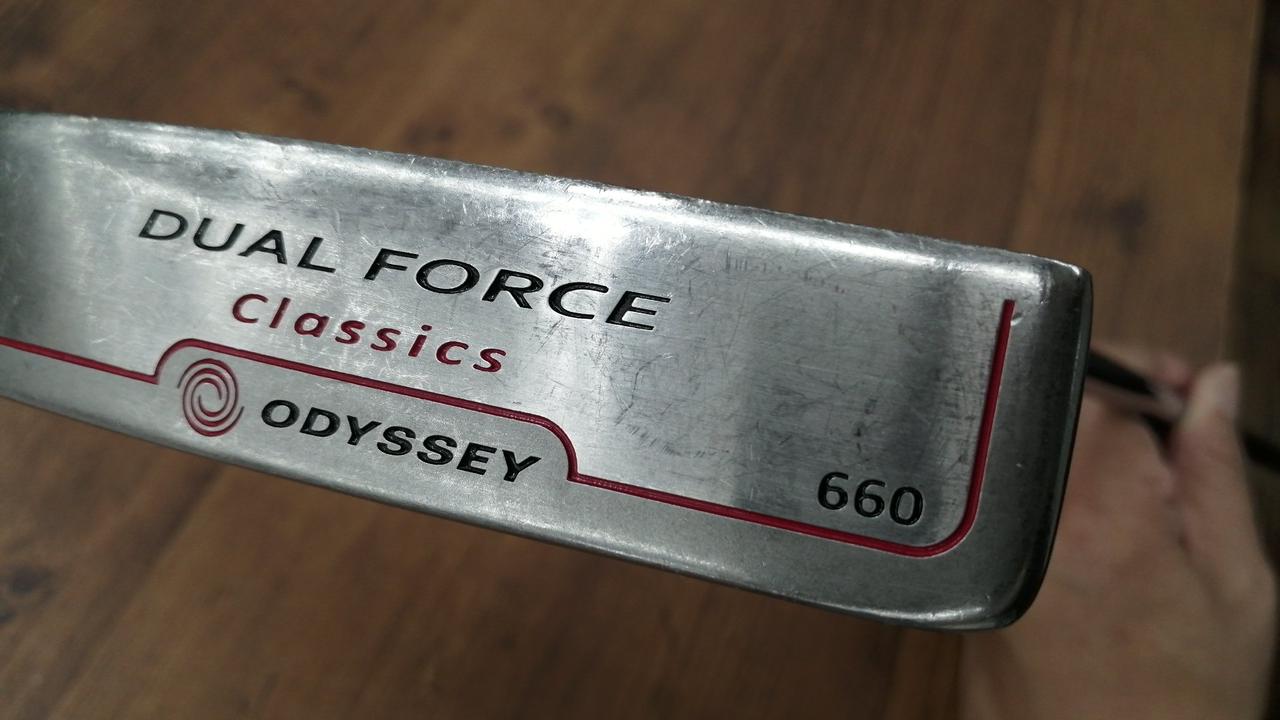 DUAL FORCE
Classics
ODYSSEY
660